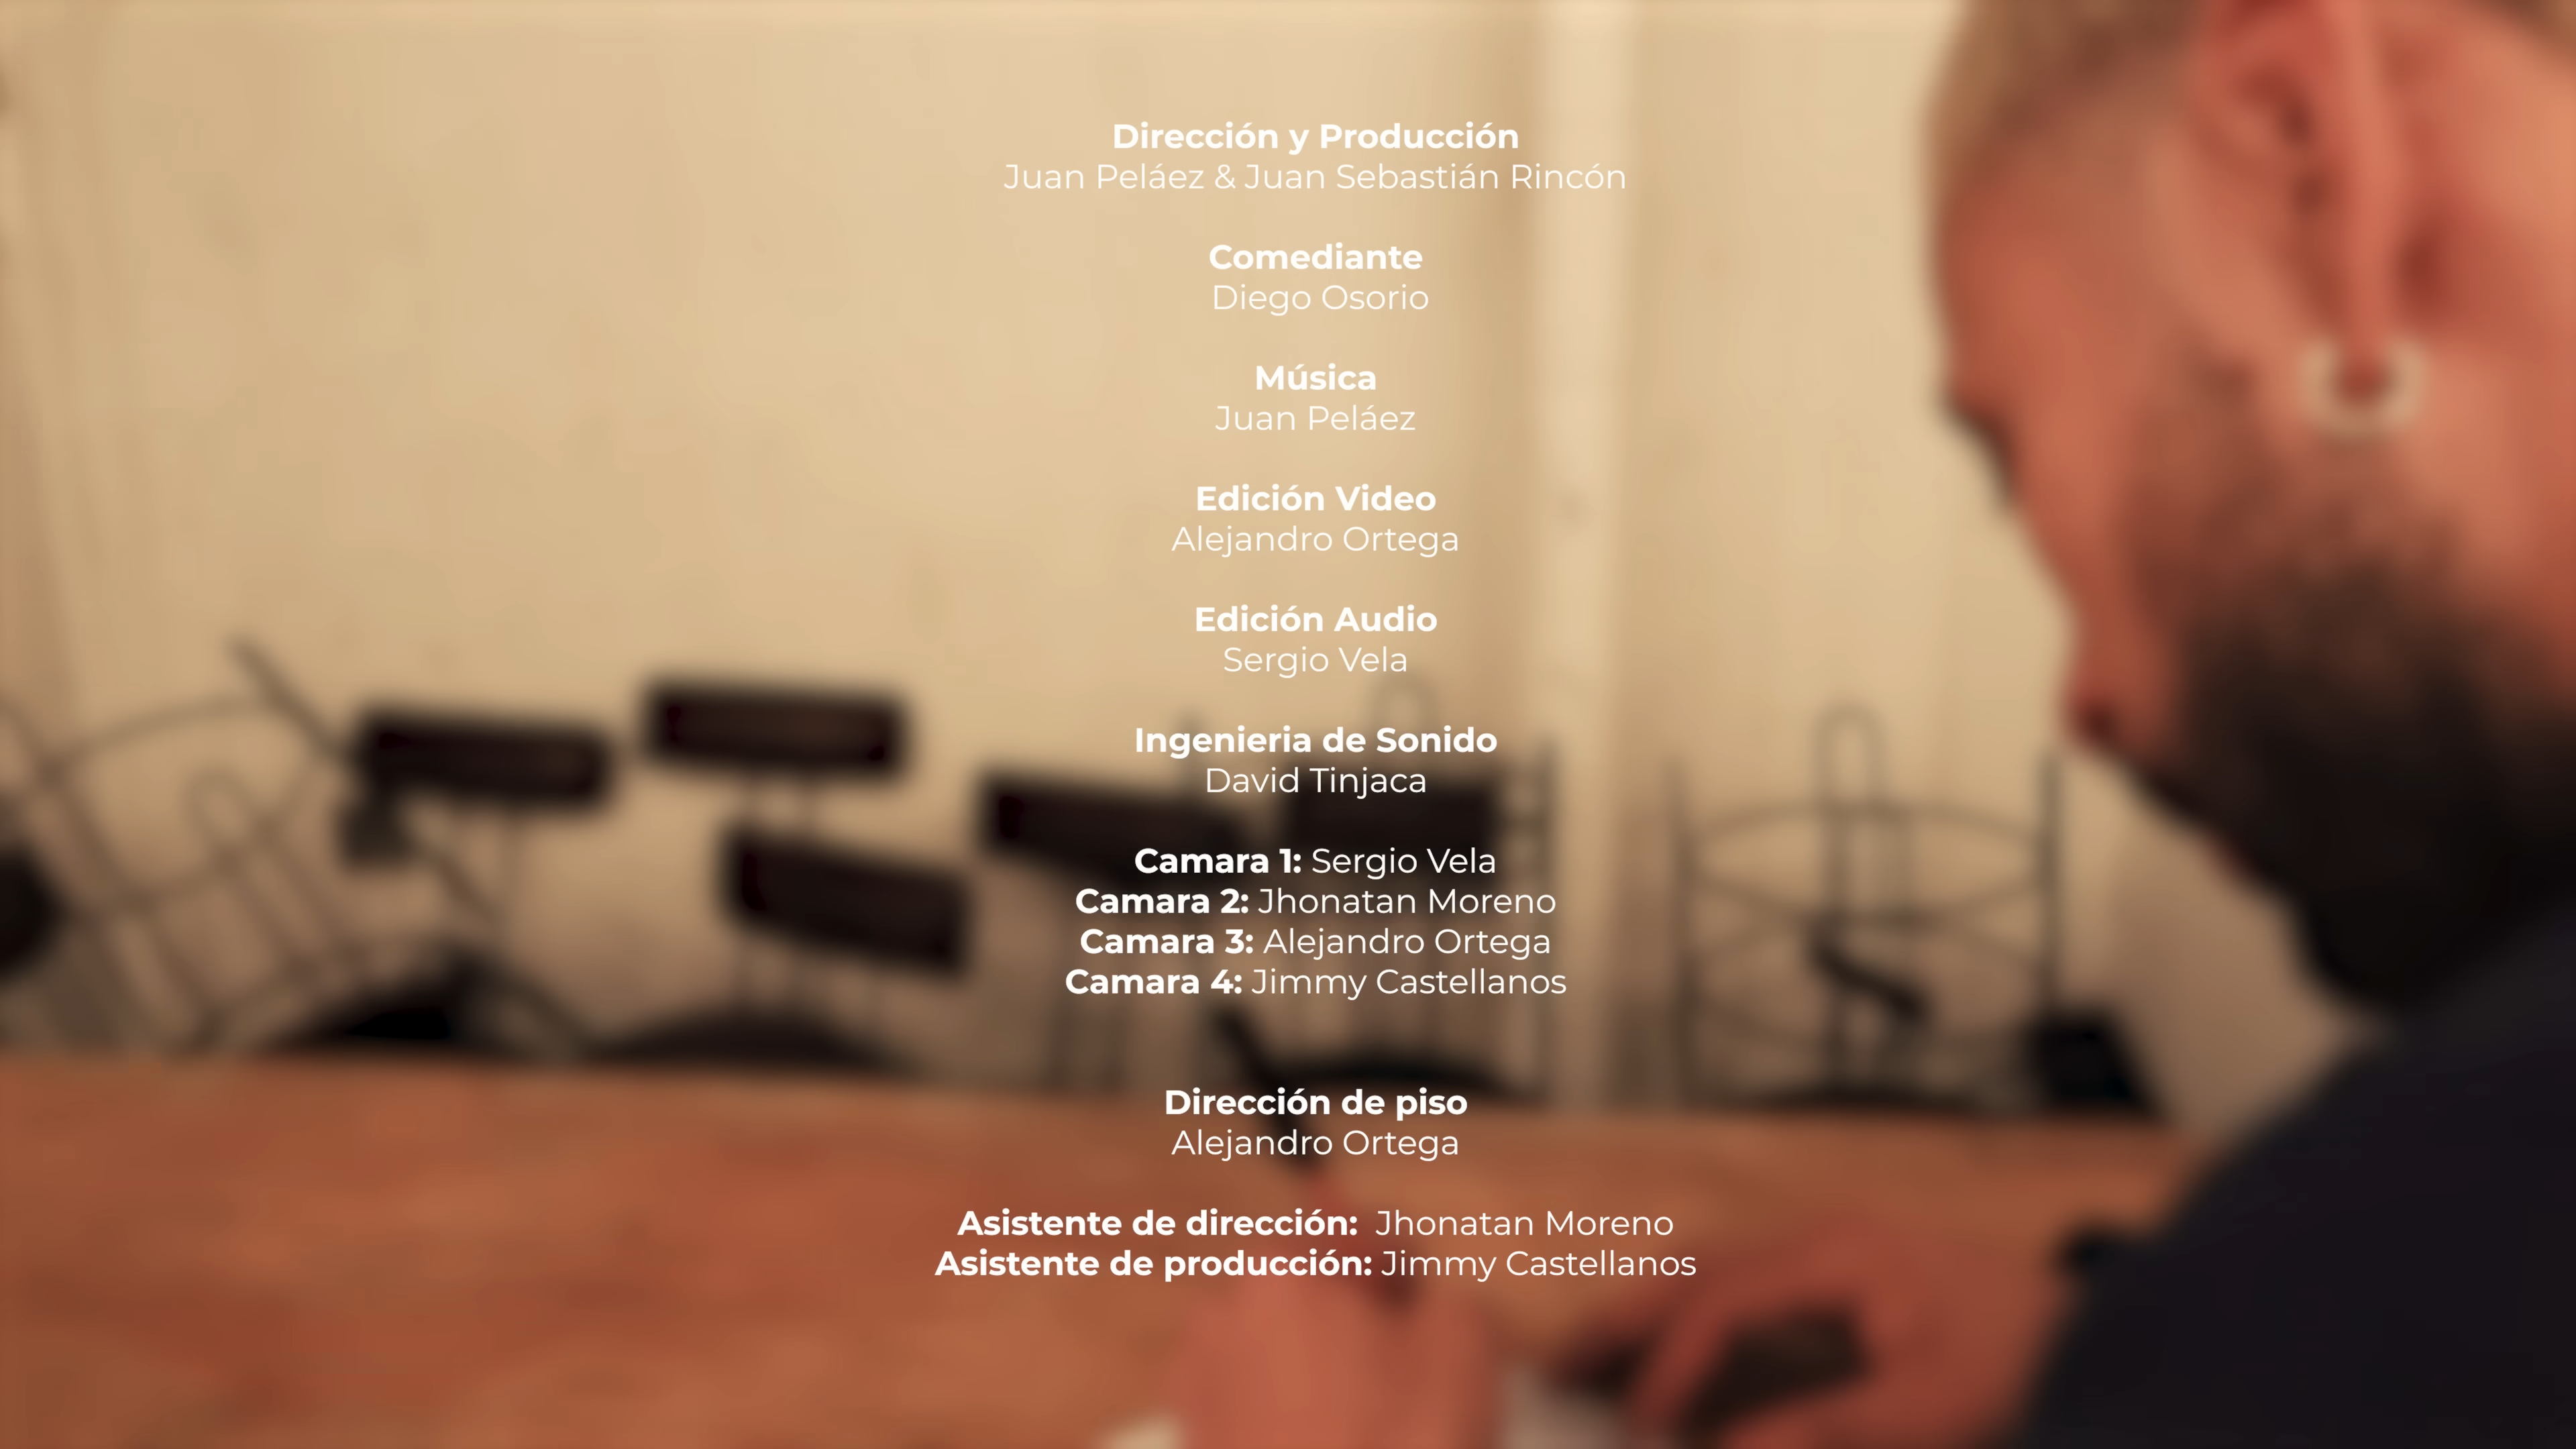 Dirección y Producción
Juan Peláez & Juan Sebastián Rincón
Comediante
Diego Osorio
Música
Juan Peláez
Edición Video
Alejandro Ortega
Edición Audio
Sergio Vela
Ingenieria de Sonido
David Tinjaca
Camara 1: Sergio Vela
Camara 2: Jhonatan Moreno
Camara 3: Alejandro Ortega
Camara 4: Jimmy Castellanos
Dirección de piso
Alejandro Ortega
Asistente de dirección: Jhonatan Moreno
Asistente de producción: Jimmy Castellanos